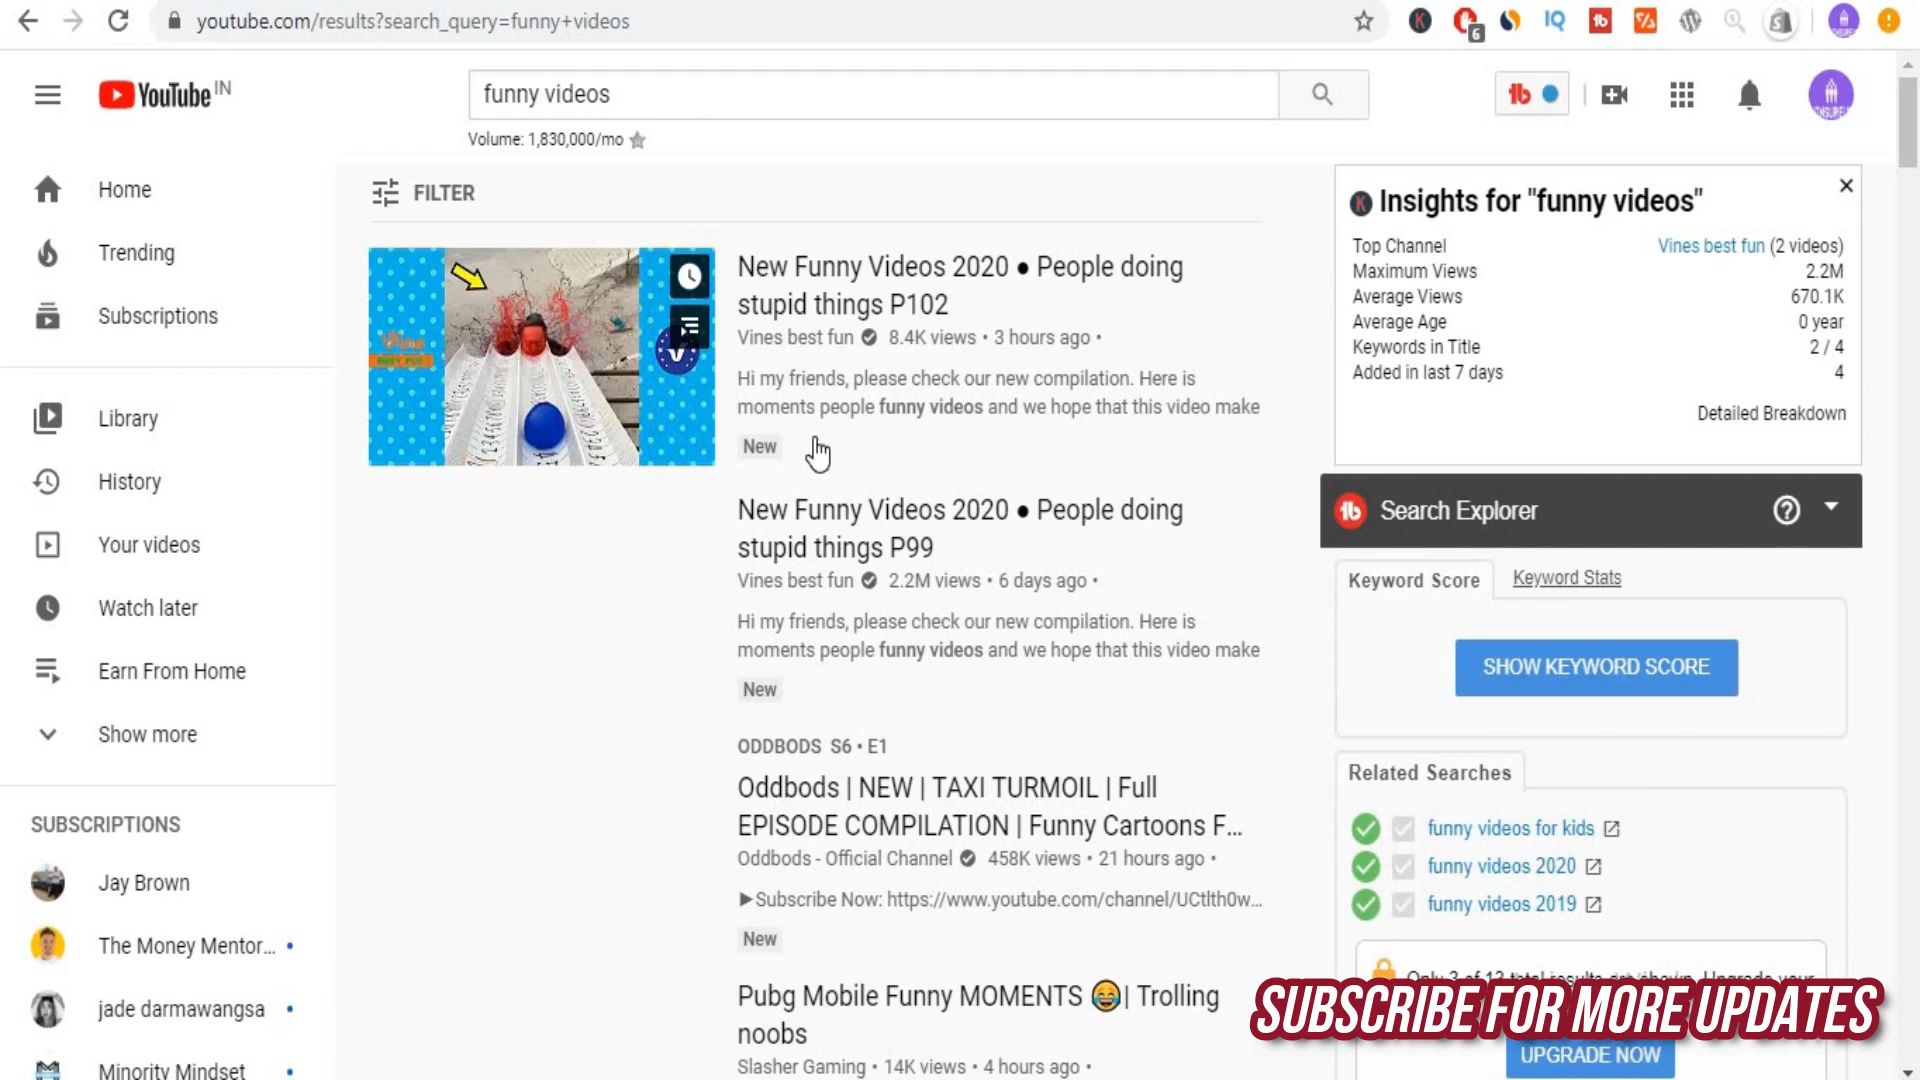 youtube.com/results?search_query=funny+videos
6
YouTube IN
funny videos
Volume: 1,830,000/mo
Home
Trending
Subscriptions
Library
History
Your videos
Watch later
Earn From Home
Show more
SUBSCRIPTIONS
Jay Brown
The Money Mentor...
jade darmawangsa
Minority Mindset
FILTER
New Funny Videos 2020 ● People doing
stupid things P102
Vines best fun 8.4K views • 3 hours ago •
Hi my friends, please check our new compilation. Here is
moments people funny videos and we hope that this video make
New
New Funny Videos 2020 ● People doing
stupid things P99
Vines best fun 2.2M views • 6 days ago •
Hi my friends, please check our new compilation. Here is
moments people funny videos and we hope that this video make
New
ODDBODS S6 • E1
Oddbods | NEW | TAXI TURMOIL | Full
EPISODE COMPILATION | Funny Cartoons F...
Oddbods - Official Channel 458K views • 21 hours ago •
▶Subscribe Now: https://www.youtube.com/channel/UCtlth0w...
New
Pubg Mobile Funny MOMENTS 😂| Trolling
noobs
Slasher Gaming • 14K views • 4 hours ago •
Insights for "funny videos"
Top Channel Vines best fun (2 videos)
Maximum Views 2.2M
Average Views 670.1K
Average Age 0 year
Keywords in Title 2 / 4
Added in last 7 days 4
Detailed Breakdown
Search Explorer
Keyword Score Keyword Stats
SHOW KEYWORD SCORE
Related Searches
funny videos for kids
funny videos 2020
funny videos 2019
Only 3 of 13 total results are shown. Upgrade your
SUBSCRIBE FOR MORE UPDATES
UPGRADE NOW